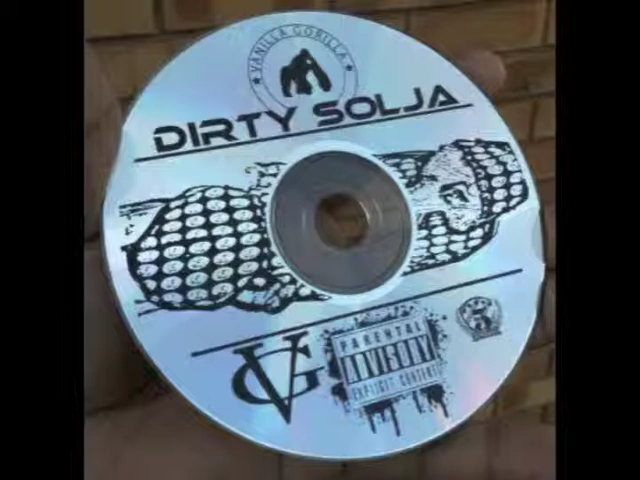 VANILLA GORILLA
DIRTY SOLJA
VG
PARENTAL
ADVISORY
EXPLICIT CONTENT